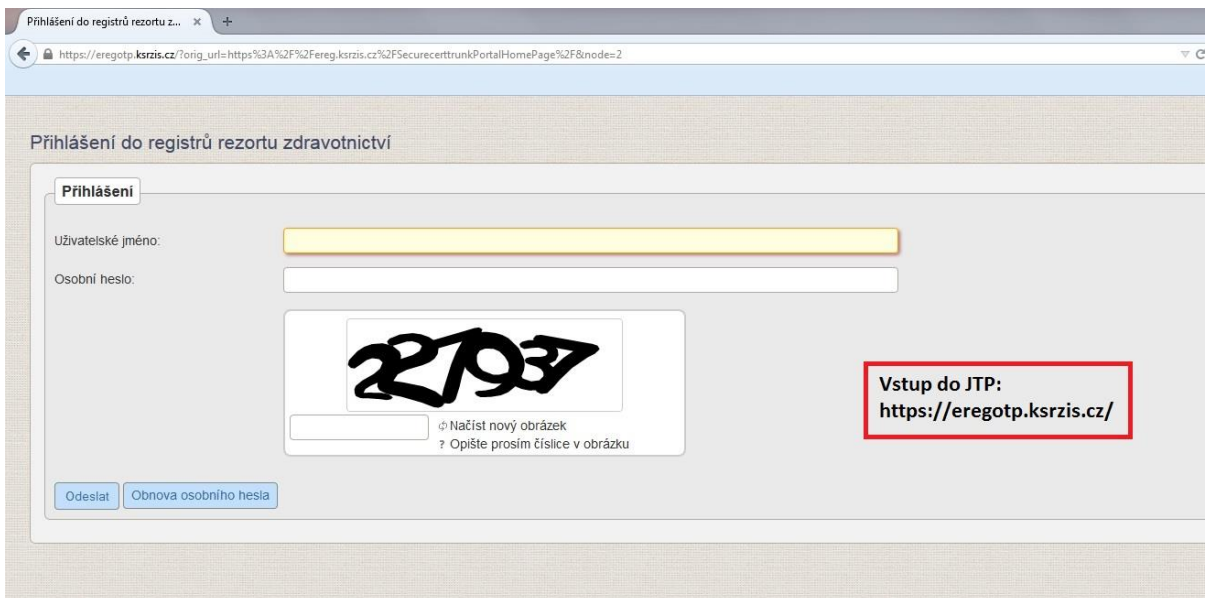 Přihlášení do registrů rezortu z...
https://eregotp.ksrzis.cz/?orig_url=https%3A%2F%2Fereg.ksrzis.cz%2FSecurecerttrunkPortalHomePage%2F&node=2
Přihlášení do registrů rezortu zdravotnictví
Přihlášení
Uživatelské jméno:
Osobní heslo:
Načíst nový obrázek
? Opište prosím číslice v obrázku
Vstup do JTP:
https://eregotp.ksrzis.cz/
Odeslat
Obnova osobního hesla